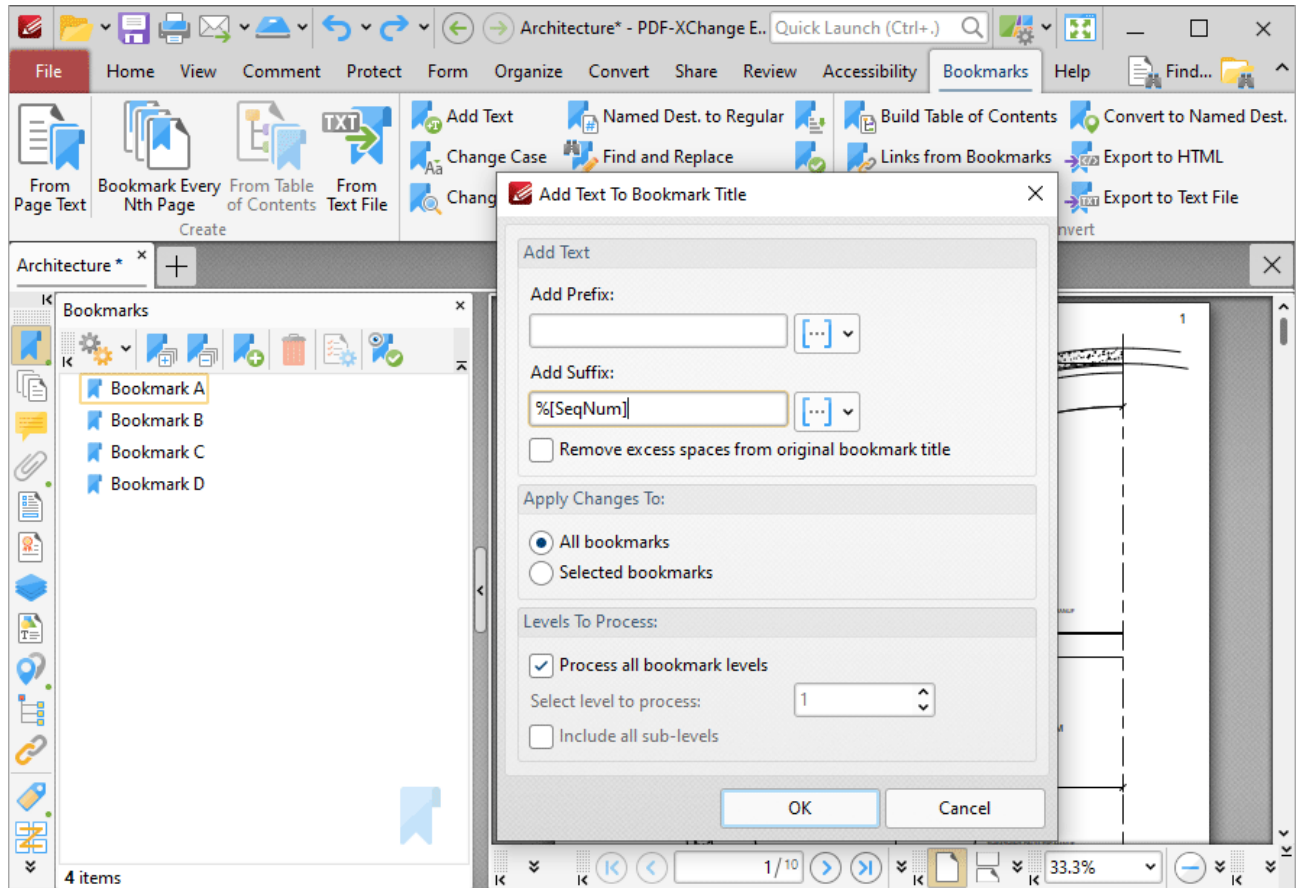 Architecture* - PDF-XChange E..
Quick Launch (Ctrl+.)
File
Home
View
Comment
Protect
Form
Organize
Convert
Share
Review
Accessibility
Bookmarks
Help
Find...
From
Page Text
Bookmark Every
Nth Page
From Table
of Contents
TXT
From
Text File
Create
Add Text
Change Case
Chang
Named Dest. to Regular
Find and Replace
Build Table of Contents
Links from Bookmarks
Convert to Named Dest.
Export to HTML
Export to Text File
nvert
Architecture *
Bookmarks
Bookmark A
Bookmark B
Bookmark C
Bookmark D
4 items
Add Text To Bookmark Title
Add Text
Add Prefix:
Add Suffix:
%[SeqNum]
Remove excess spaces from original bookmark title
Apply Changes To:
All bookmarks
Selected bookmarks
Levels To Process:
Process all bookmark levels
Select level to process:
1
Include all sub-levels
OK
Cancel
1
1/10
33.3%